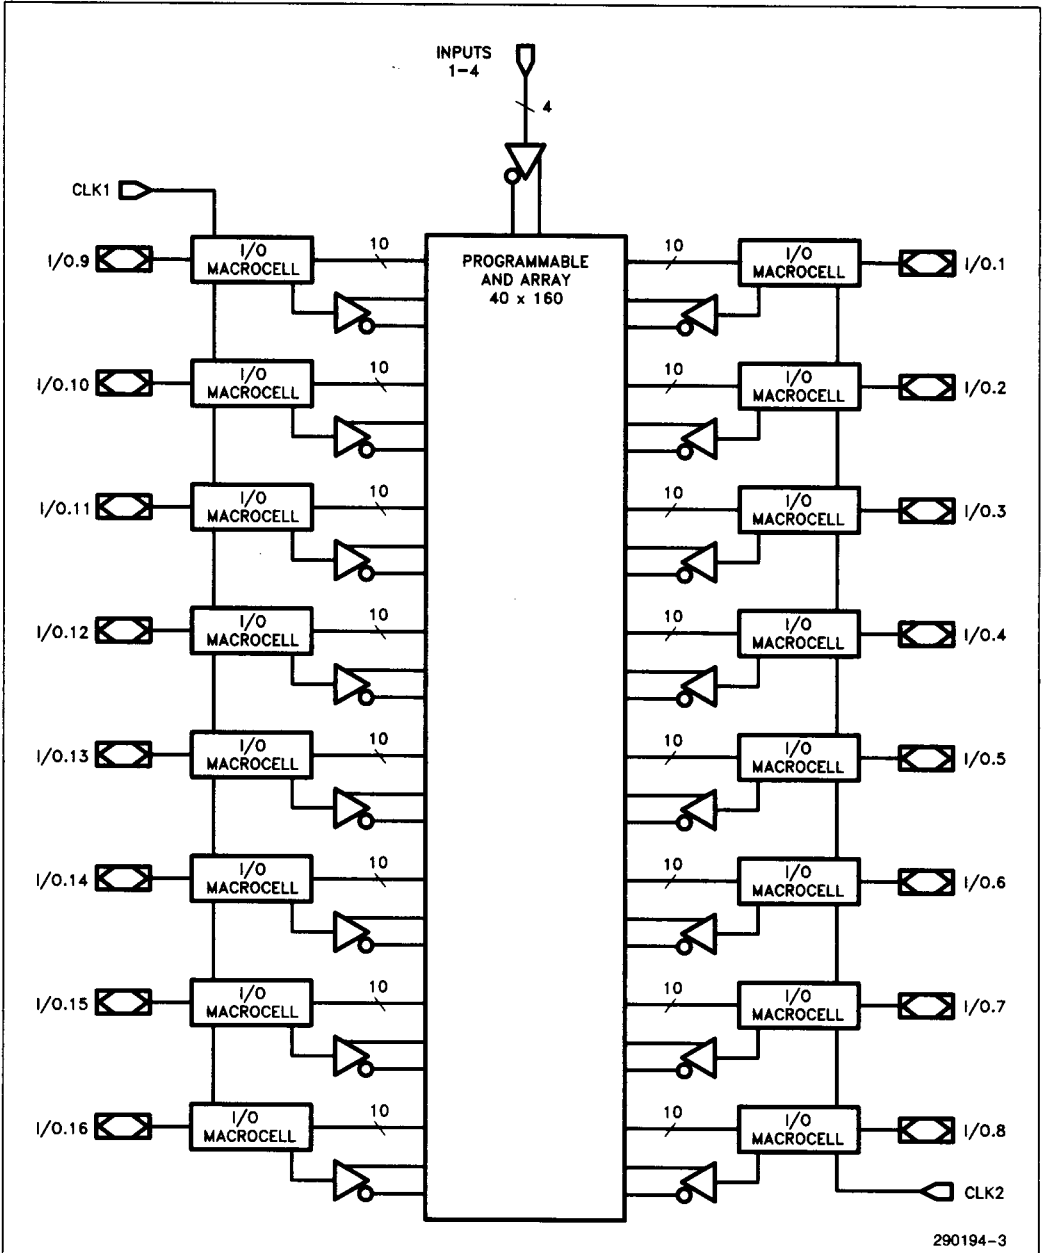 INPUTS
1-4
4
CLK1
I/O.9
I/O
MACROCELL
10
PROGRAMMABLE
AND ARRAY
40 x 160
10
I/O
MACROCELL
I/O.1
I/O.10
I/O
MACROCELL
10
10
I/O
MACROCELL
I/O.2
I/O.11
I/O
MACROCELL
10
10
I/O
MACROCELL
I/O.3
I/O.12
I/O
MACROCELL
10
10
I/O
MACROCELL
I/O.4
I/O.13
I/O
MACROCELL
10
10
I/O
MACROCELL
I/O.5
I/O.14
I/O
MACROCELL
10
10
I/O
MACROCELL
I/O.6
I/O.15
I/O
MACROCELL
10
10
I/O
MACROCELL
I/O.7
I/O.16
I/O
MACROCELL
10
10
I/O
MACROCELL
I/O.8
CLK2
290194-3